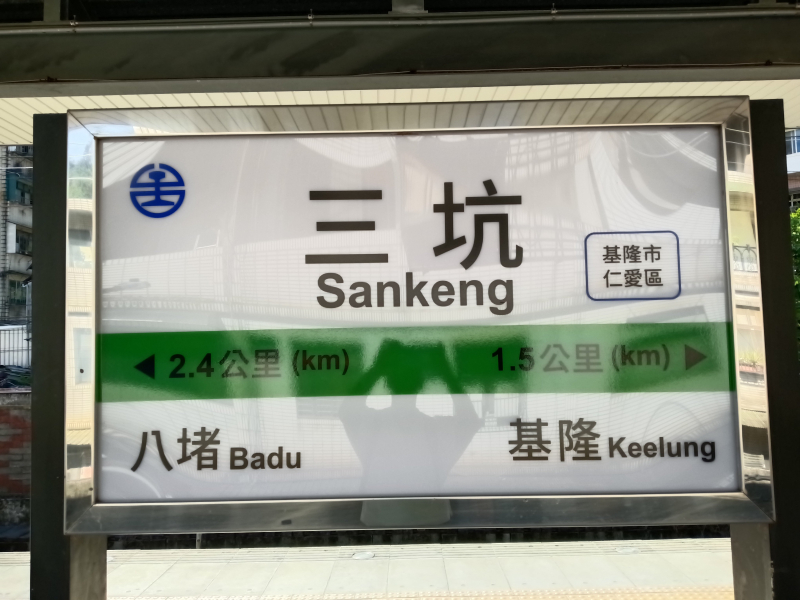 三坑
Sankeng
基隆市
仁愛區
◀ 2.4公里 (km)
1.5公里 (km) ▶
八堵 Badu
基隆 Keelung